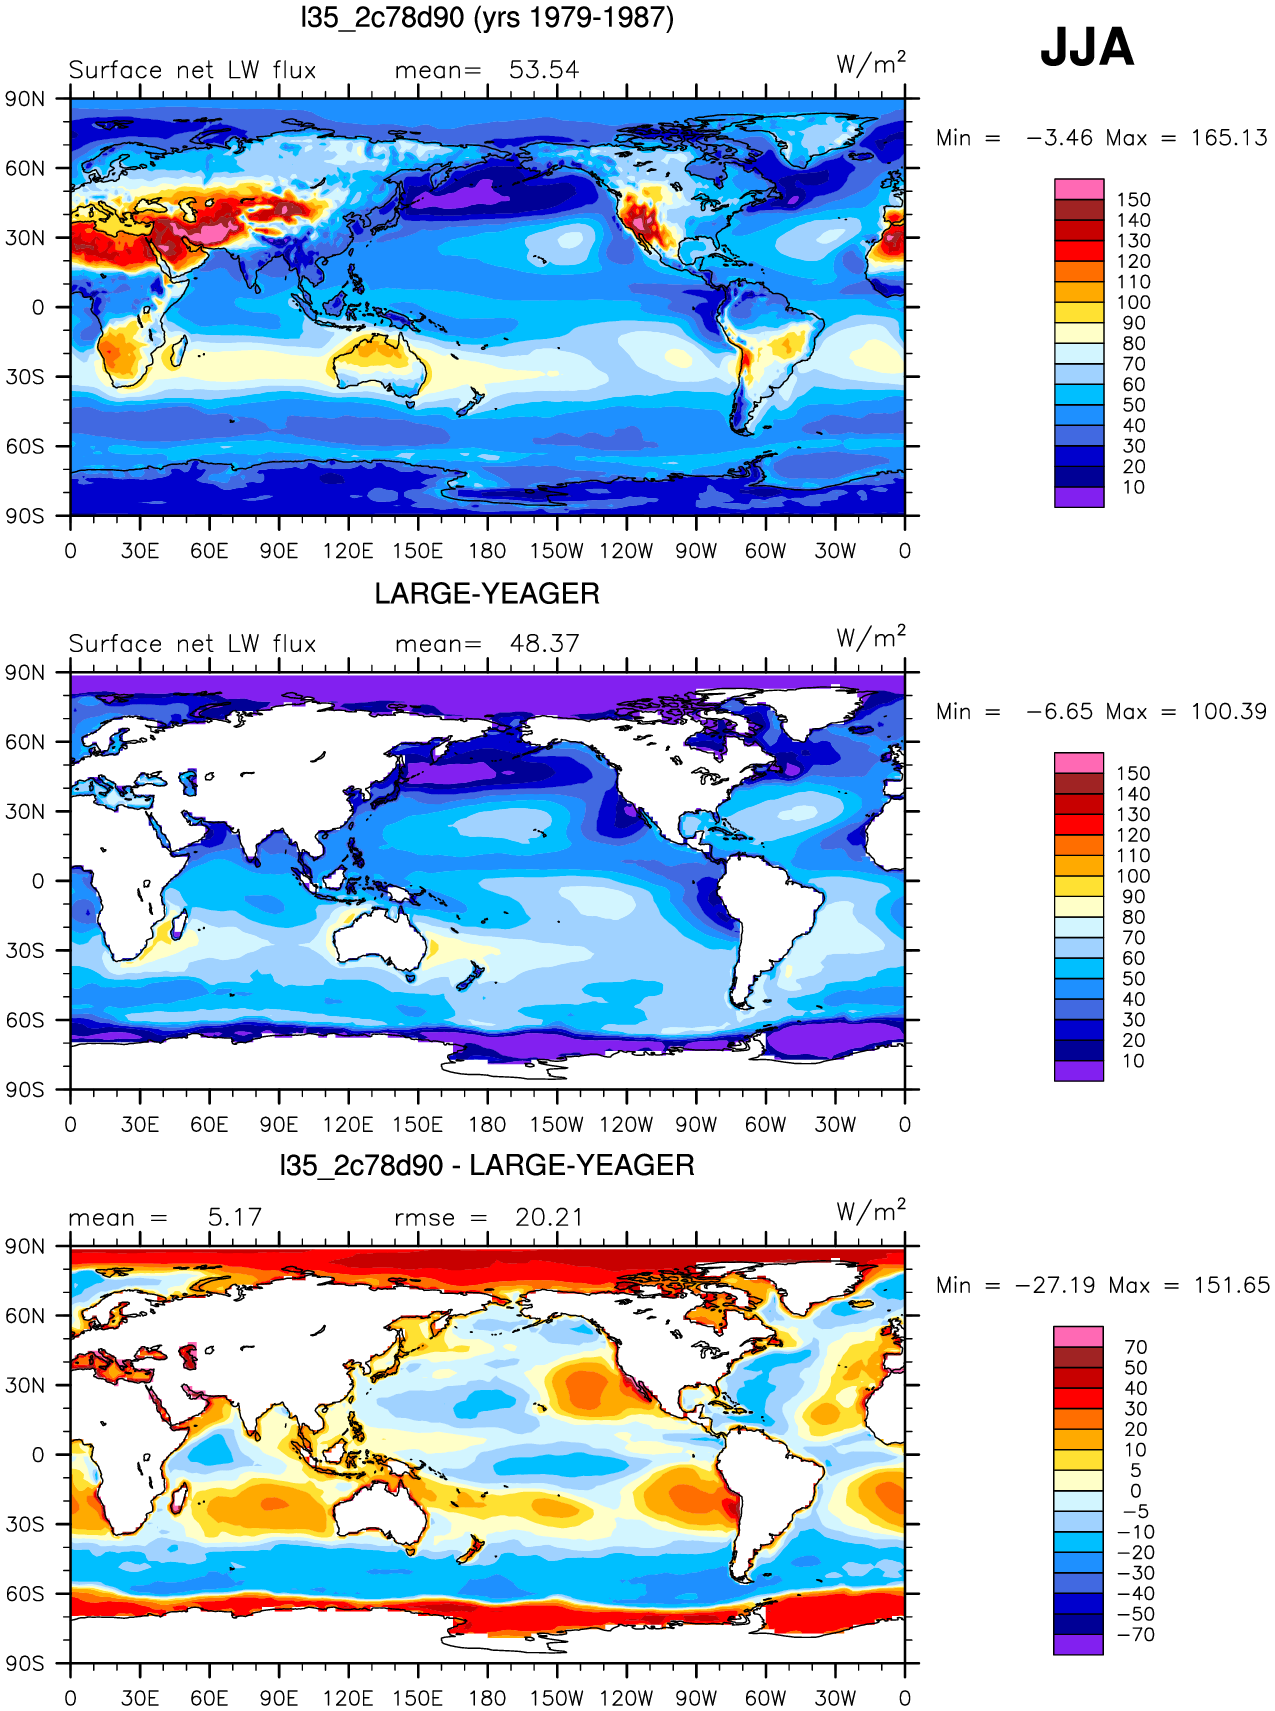 l35_2c78d90 (yrs 1979-1987)
JJA
Surface net LW flux mean= 53.54 W/m²
Min = −3.46 Max = 165.13
90N
60N
30N
0
30S
60S
90S
0 30E 60E 90E 120E 150E 180 150W 120W 90W 60W 30W 0
150
140
130
120
110
100
90
80
70
60
50
40
30
20
10
LARGE-YEAGER
Surface net LW flux mean= 48.37 W/m²
Min = −6.65 Max = 100.39
90N
60N
30N
0
30S
60S
90S
0 30E 60E 90E 120E 150E 180 150W 120W 90W 60W 30W 0
150
140
130
120
110
100
90
80
70
60
50
40
30
20
10
l35_2c78d90 - LARGE-YEAGER
mean = 5.17 rmse = 20.21 W/m²
Min = −27.19 Max = 151.65
90N
60N
30N
0
30S
60S
90S
0 30E 60E 90E 120E 150E 180 150W 120W 90W 60W 30W 0
70
50
40
30
20
10
5
0
−5
−10
−20
−30
−40
−50
−70